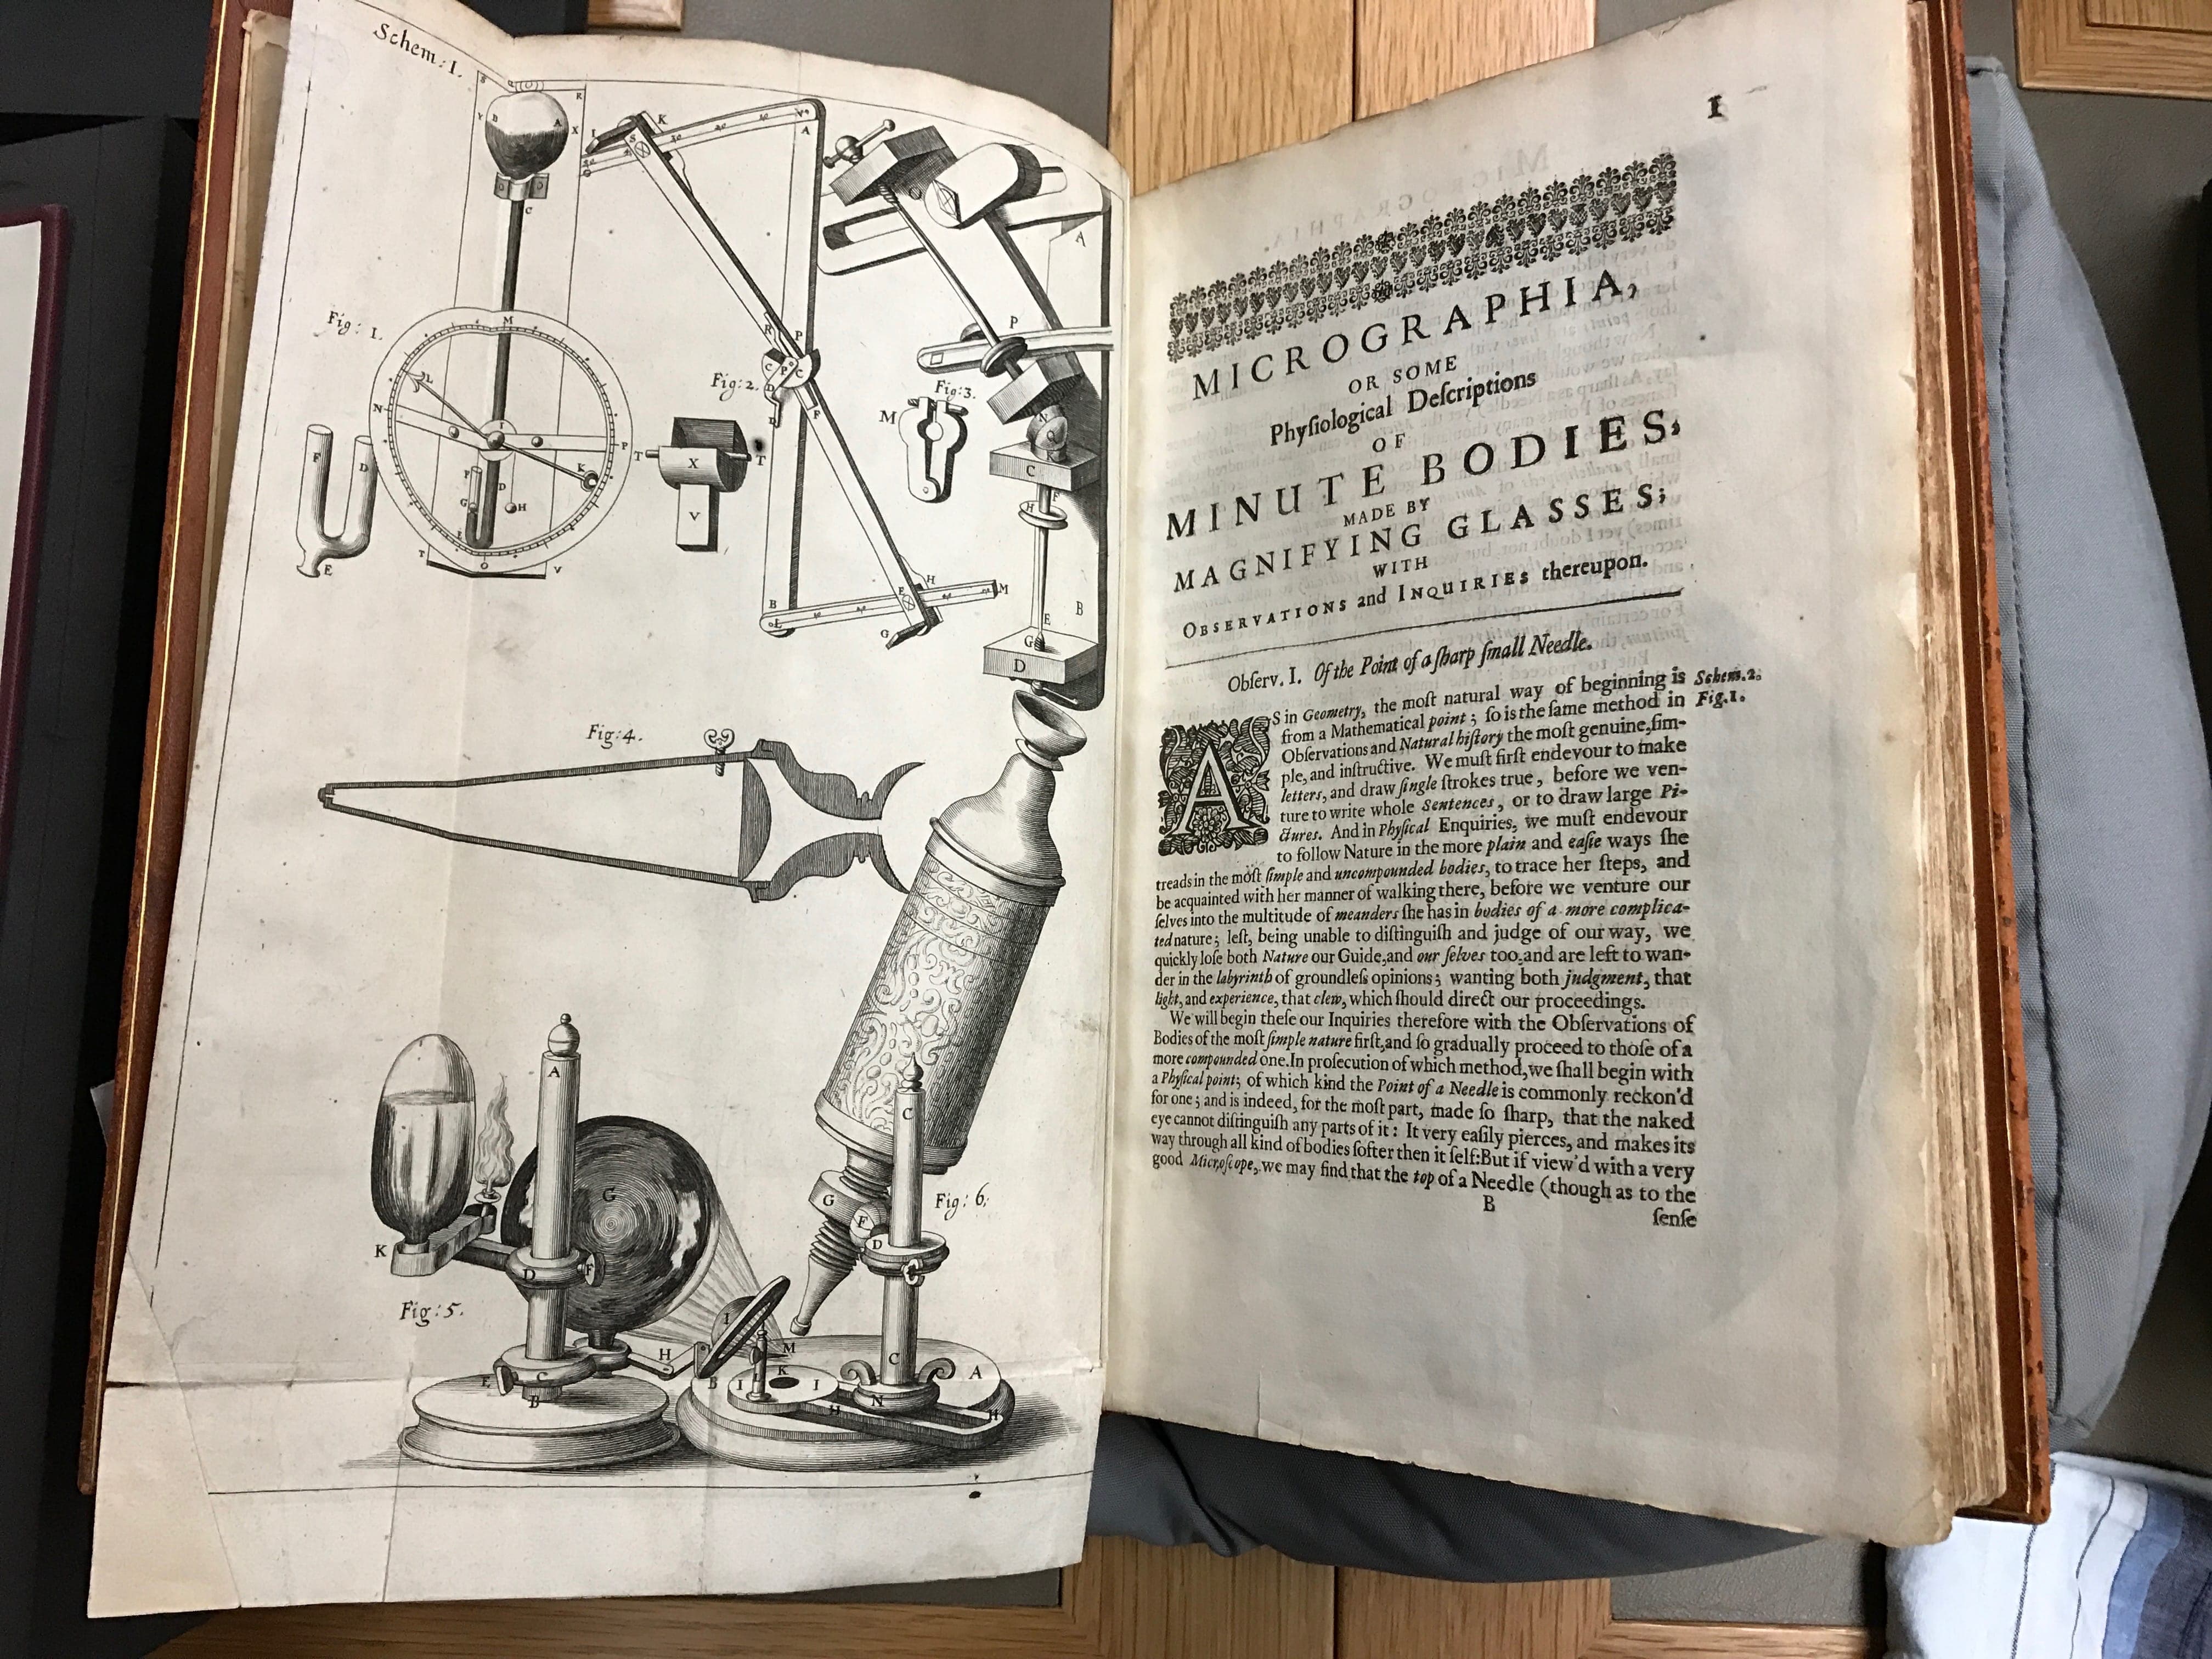 Schem: I.
Fig: 1.
Fig: 2.
Fig: 3.
Fig: 4.
Fig: 5.
Fig: 6.
1
MICROGRAPHIA,
OR SOME
Phyſiological Deſcriptions
OF
MINUTE BODIES,
MADE BY
MAGNIFYING GLASSES;
WITH
OBSERVATIONS and INQUIRIES thereupon.
Obſerv. I. Of the Point of a ſharp ſmall Needle.
AS in Geometry, the moſt natural way of beginning is
from a Mathematical point; ſo is the ſame method in
Obſervations and Natural hiſtory the moſt genuine, ſim-
ple, and inſtructive. We muſt firſt endevour to make
letters, and draw ſingle ſtrokes true, before we ven-
ture to write whole Sentences, or to draw large Pi-
ctures. And in Phyſical Enquiries, we muſt endevour
to follow Nature in the more plain and eaſie ways ſhe
treads in the moſt ſimple and uncompounded bodies, to trace her ſteps, and
be acquainted with her manner of walking there, before we venture our
ſelves into the multitude of meanders ſhe has in bodies of a more complica-
ted nature; leſt, being unable to diſtinguiſh and judge of our way, we
quickly loſe both Nature our Guide, and our ſelves too, and are left to wan-
der in the labyrinth of groundleſs opinions; wanting both judgment, that
light, and experience, that clew, which ſhould direct our proceedings.
We will begin theſe our Inquiries therefore with the Obſervations of
Bodies of the moſt ſimple nature firſt, and ſo gradually proceed to thoſe of a
more compounded one. In proſecution of which method, we ſhall begin with
a Phyſical point; of which kind the Point of a Needle is commonly reckon'd
for one; and is indeed, for the moſt part, made ſo ſharp, that the naked
eye cannot diſtinguiſh any parts of it: It very eaſily pierces, and makes its
way through all kind of bodies ſofter then it ſelf: But if view'd with a very
good Microſcope, we may find that the top of a Needle (though as to the
B
ſenſe
Schem. 2.
Fig. 1.